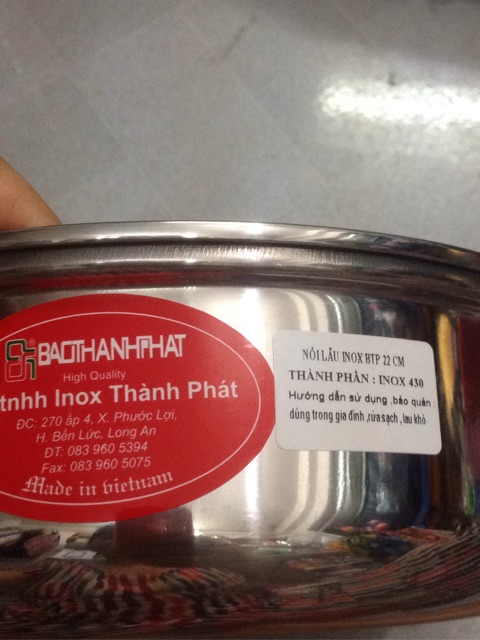 BAOTHANHPHAT
High Quality
tnhh Inox Thành Phát
ĐC: 270 ấp 4, X. Phước Lợi,
H. Bến Lức, Long An
ĐT: 083 960 5394
Fax: 083 960 5075
Made in vietnam
NỒI LẨU INOX BTP 22 CM
THÀNH PHẦN : INOX 430
Hướng dẫn sử dụng ,bảo quản :
dùng trong gia đình ,rửa sạch , lau khô